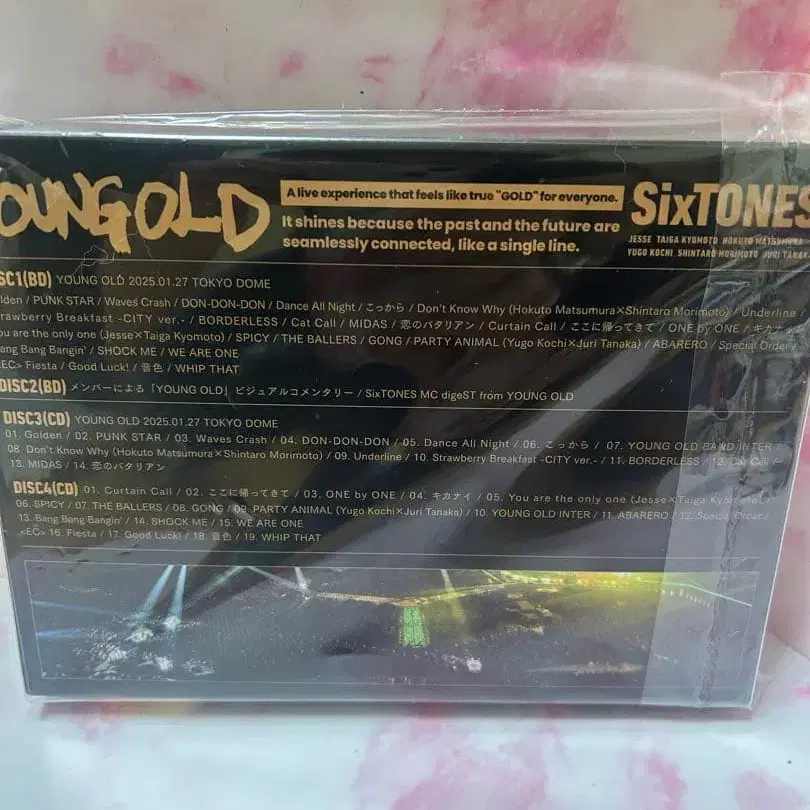 OUNG OLD
A live experience that feels like true "GOLD" for everyone.
It shines because the past and the future are
seamlessly connected, like a single line.
SixTONES
JESSE TAIGA KYOMOTO HOKUTO MATSUMURA
YUGO KOCHI SHINTARO MORIMOTO JURI TANAKA
SC1(BD) YOUNG OLD 2025.01.27 TOKYO DOME
lden / PUNK STAR / Waves Crash / DON-DON-DON / Dance All Night / こっから / Don't Know Why (Hokuto Matsumura×Shintaro Morimoto) / Underline /
rawberry Breakfast -CITY ver.- / BORDERLESS / Cat Call / MIDAS / 恋のバタリアン / Curtain Call / ここに帰ってきて / ONE by ONE / キカナイ /
ou are the only one (Jesse×Taiga Kyomoto) / SPICY / THE BALLERS / GONG / PARTY ANIMAL (Yugo Kochi×Juri Tanaka) / ABARERO / Special Order /
ang Bang Bangin' / SHOCK ME / WE ARE ONE
EC> Fiesta / Good Luck! / 音色 / WHIP THAT
DISC2(BD) メンバーによる「YOUNG OLD」ビジュアルコメンタリー / SixTONES MC digeST from YOUNG OLD
DISC3(CD) YOUNG OLD 2025.01.27 TOKYO DOME
01. Golden / 02. PUNK STAR / 03. Waves Crash / 04. DON-DON-DON / 05. Dance All Night / 06. こっから / 07. YOUNG OLD BAND INTER /
08. Don't Know Why (Hokuto Matsumura×Shintaro Morimoto) / 09. Underline / 10. Strawberry Breakfast -CITY ver.- / 11. BORDERLESS / 12. Cat Call /
13. MIDAS / 14. 恋のバタリアン
DISC4(CD) 01. Curtain Call / 02. ここに帰ってきて / 03. ONE by ONE / 04. キカナイ / 05. You are the only one (Jesse×Taiga Kyomoto) /
06. SPICY / 07. THE BALLERS / 08. GONG / 09. PARTY ANIMAL (Yugo Kochi×Juri Tanaka) / 10. YOUNG OLD INTER / 11. ABARERO / 12. Special Order /
13. Bang Bang Bangin' / 14. SHOCK ME / 15. WE ARE ONE
<EC> 16. Fiesta / 17. Good Luck! / 18. 音色 / 19. WHIP THAT